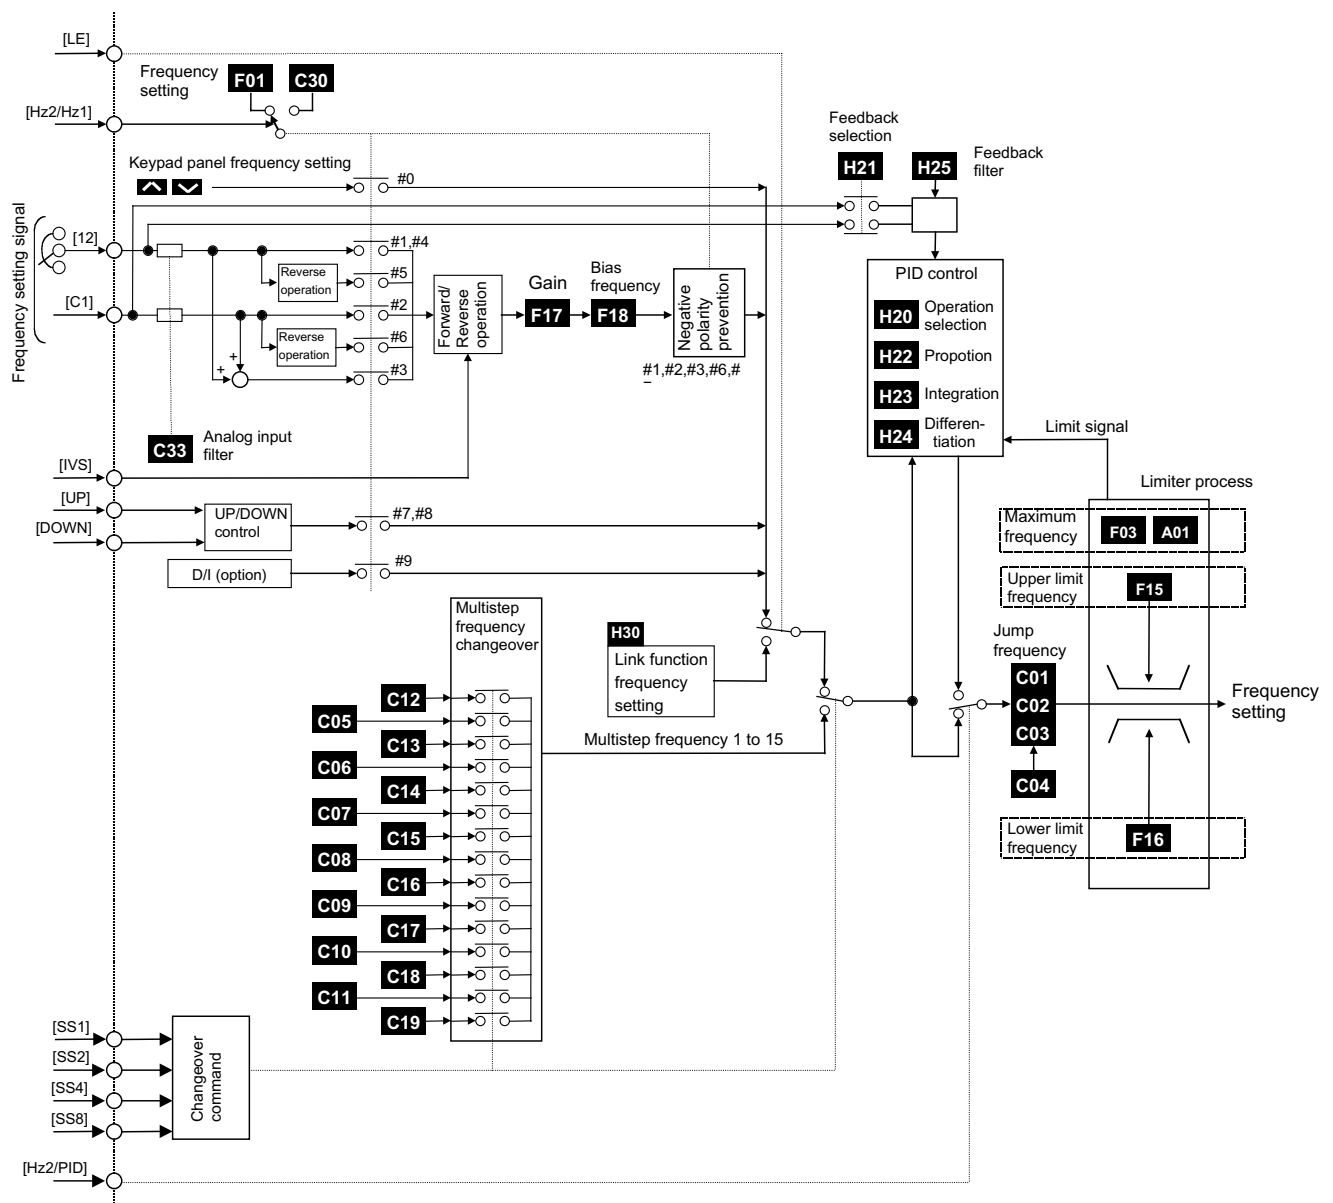 [LE]
Frequency
setting
F01
C30
[Hz2/Hz1]
Keypad panel frequency setting
#0
Feedback
selection
H21
H25
Feedback
filter
Frequency setting signal
[12]
#1,#4
Reverse
operation
#5
[C1]
#2
Reverse
operation
#6
+
+
#3
Forward/
Reverse
operation
Gain
F17
Bias
frequency
F18
Negative
polarity
prevention
#1,#2,#3,#6,#
–
PID control
H20
Operation
selection
H22
Propotion
H23
Integration
H24
Differen-
tiation
C33
Analog input
filter
[IVS]
[UP]
[DOWN]
UP/DOWN
control
#7,#8
D/I (option)
#9
Limit signal
Limiter process
Maximum
frequency
F03
A01
Upper limit
frequency
F15
Jump
frequency
C01
C02
C03
C04
Frequency
setting
Lower limit
frequency
F16
Multistep
frequency
changeover
H30
Link function
frequency
setting
Multistep frequency 1 to 15
C12
C05
C13
C06
C14
C07
C15
C08
C16
C09
C17
C10
C18
C11
C19
[SS1]
[SS2]
[SS4]
[SS8]
Changeover
command
[Hz2/PID]